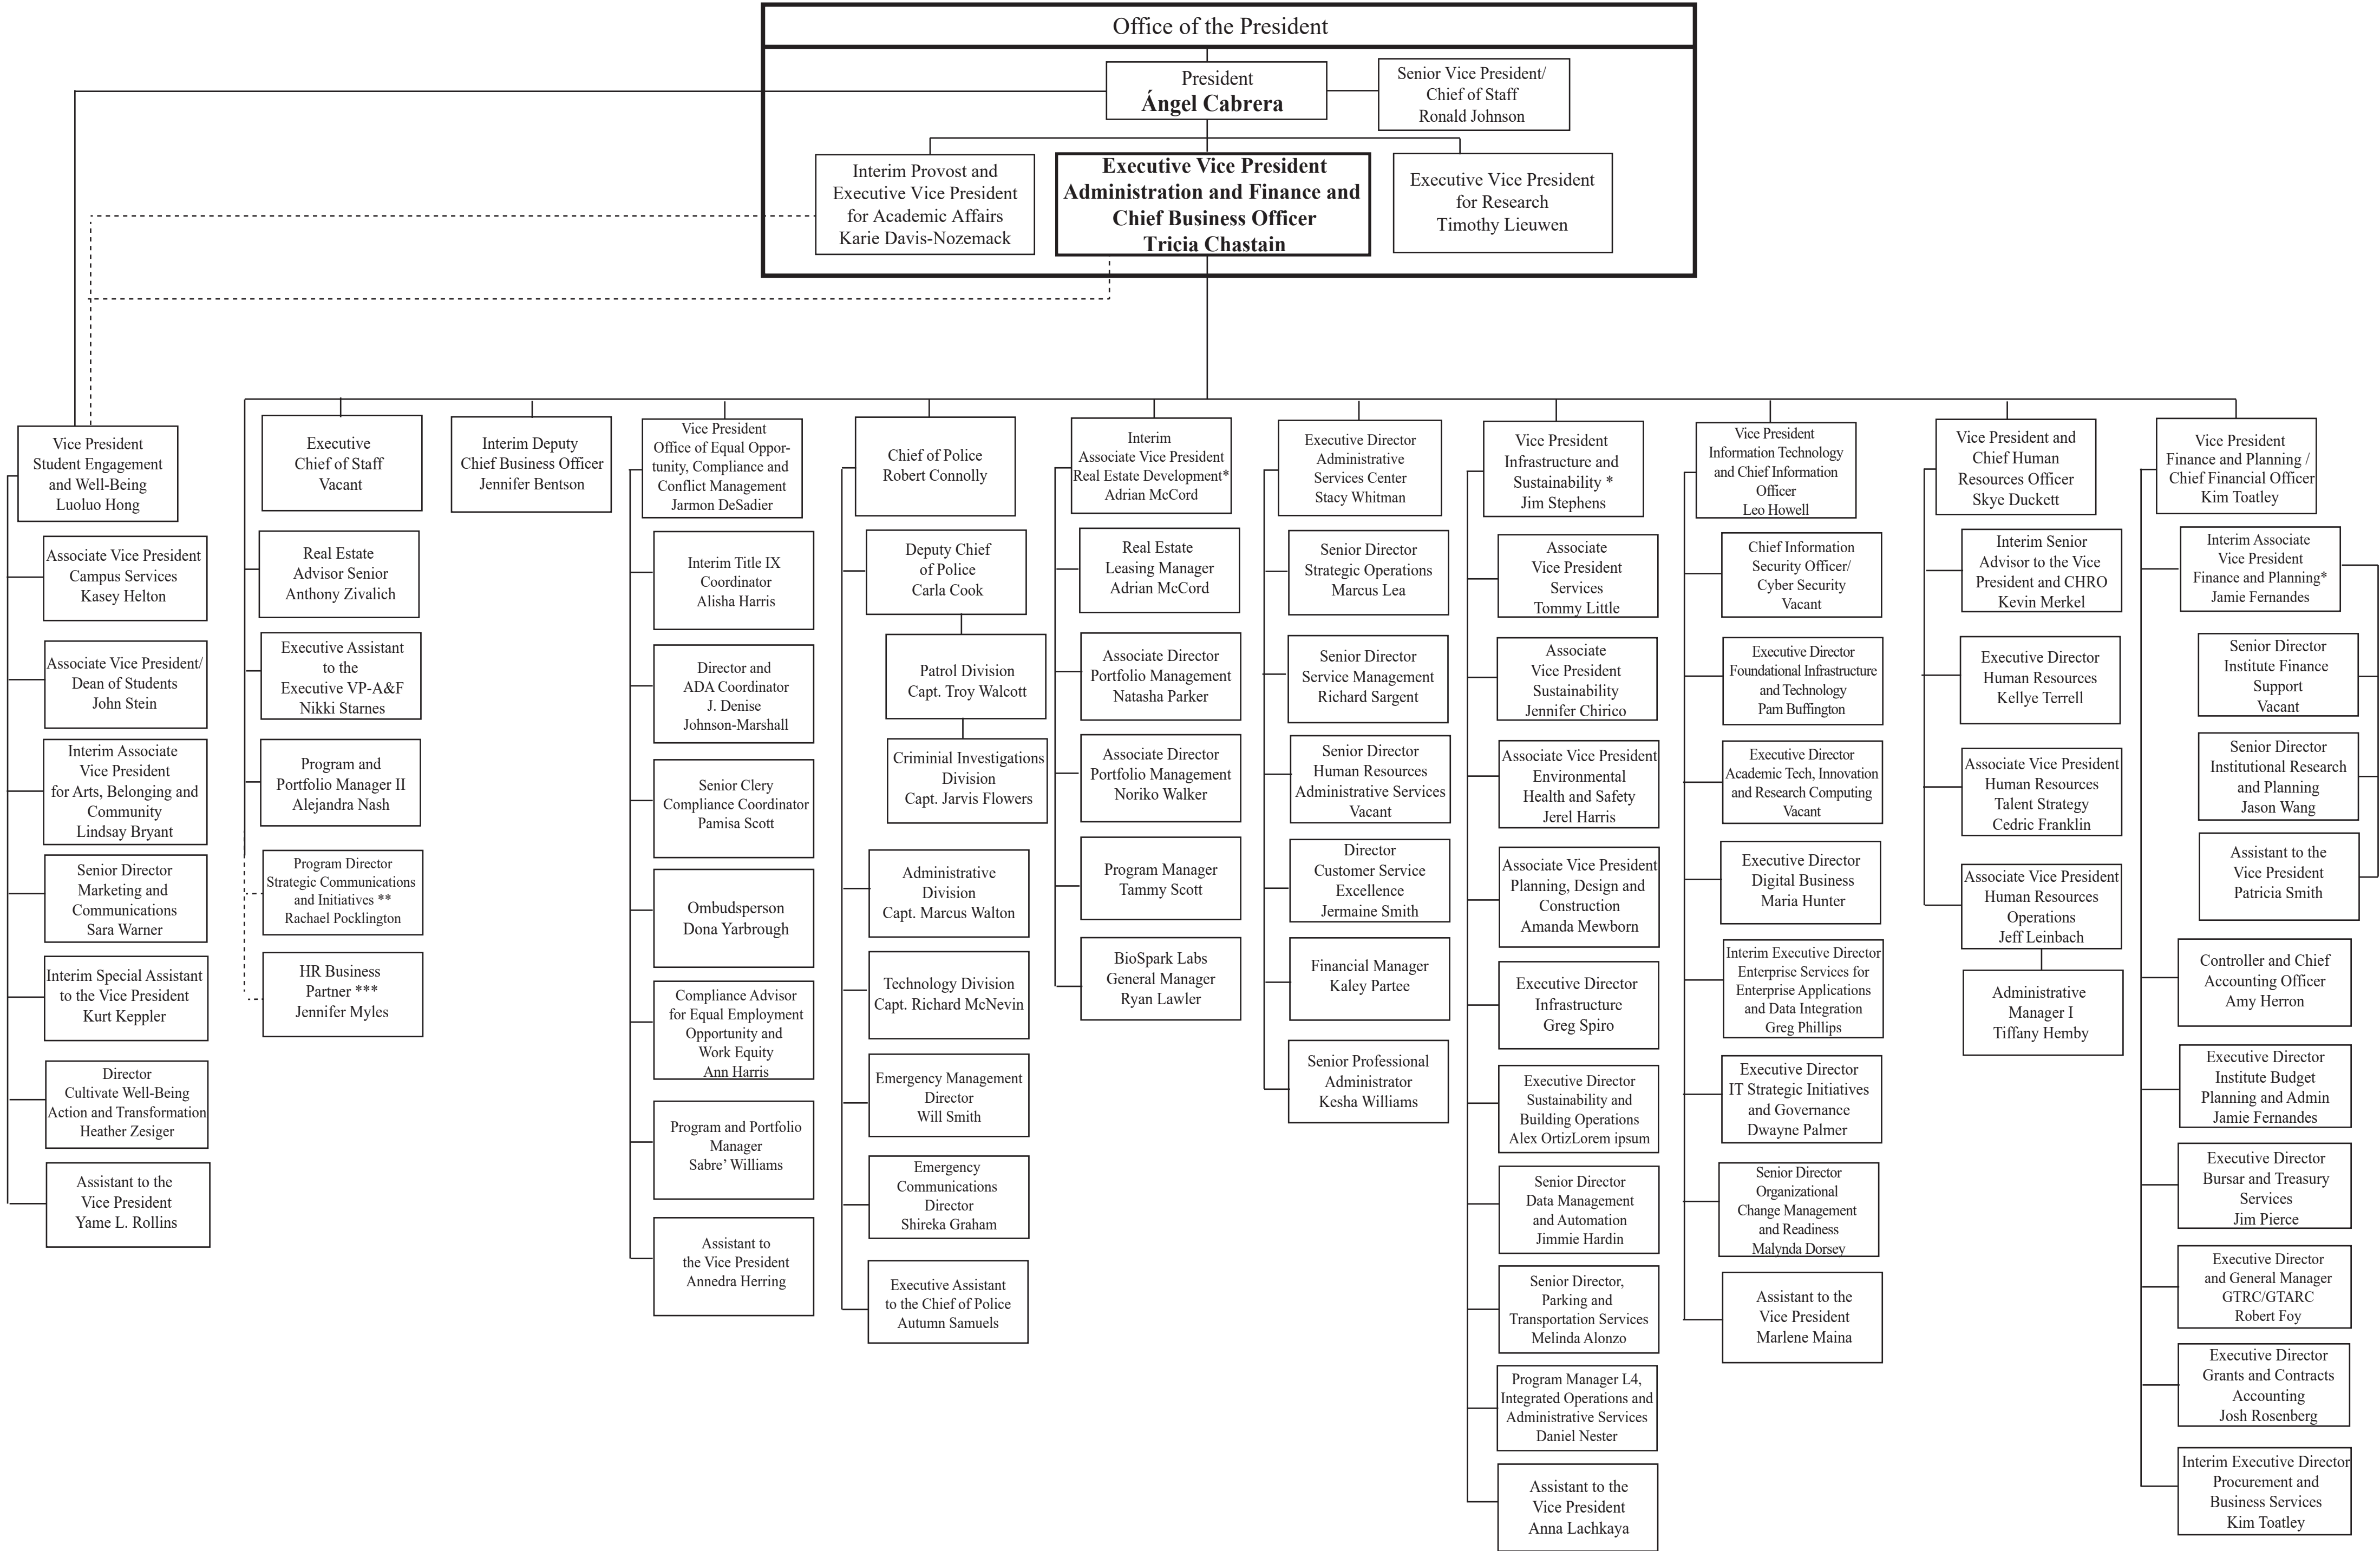 Office of the President
President
Ángel Cabrera
Senior Vice President/
Chief of Staff
Ronald Johnson
Interim Provost and
Executive Vice President
for Academic Affairs
Karie Davis-Nozemack
Executive Vice President
Administration and Finance and
Chief Business Officer
Tricia Chastain
Executive Vice President
for Research
Timothy Lieuwen
Vice President
Student Engagement
and Well-Being
Luoluo Hong
Associate Vice President
Campus Services
Kasey Helton
Associate Vice President/
Dean of Students
John Stein
Interim Associate
Vice President
for Arts, Belonging and
Community
Lindsay Bryant
Senior Director
Marketing and
Communications
Sara Warner
Interim Special Assistant
to the Vice President
Kurt Keppler
Director
Cultivate Well-Being
Action and Transformation
Heather Zesiger
Assistant to the
Vice President
Yame L. Rollins
Executive
Chief of Staff
Vacant
Real Estate
Advisor Senior
Anthony Zivalich
Executive Assistant
to the
Executive VP-A&F
Nikki Starnes
Program and
Portfolio Manager II
Alejandra Nash
Program Director
Strategic Communications
and Initiatives **
Rachael Pocklington
HR Business
Partner ***
Jennifer Myles
Interim Deputy
Chief Business Officer
Jennifer Bentson
Vice President
Office of Equal Oppor-
tunity, Compliance and
Conflict Management
Jarmon DeSadier
Interim Title IX
Coordinator
Alisha Harris
Director and
ADA Coordinator
J. Denise
Johnson-Marshall
Senior Clery
Compliance Coordinator
Pamisa Scott
Ombudsperson
Dona Yarbrough
Compliance Advisor
for Equal Employment
Opportunity and
Work Equity
Ann Harris
Program and Portfolio
Manager
Sabre’ Williams
Assistant to
the Vice President
Annedra Herring
Chief of Police
Robert Connolly
Deputy Chief
of Police
Carla Cook
Patrol Division
Capt. Troy Walcott
Criminial Investigations
Division
Capt. Jarvis Flowers
Administrative
Division
Capt. Marcus Walton
Technology Division
Capt. Richard McNevin
Emergency Management
Director
Will Smith
Emergency
Communications
Director
Shireka Graham
Executive Assistant
to the Chief of Police
Autumn Samuels
Interim
Associate Vice President
Real Estate Development*
Adrian McCord
Real Estate
Leasing Manager
Adrian McCord
Associate Director
Portfolio Management
Natasha Parker
Associate Director
Portfolio Management
Noriko Walker
Program Manager
Tammy Scott
BioSpark Labs
General Manager
Ryan Lawler
Executive Director
Administrative
Services Center
Stacy Whitman
Senior Director
Strategic Operations
Marcus Lea
Senior Director
Service Management
Richard Sargent
Senior Director
Human Resources
Administrative Services
Vacant
Director
Customer Service
Excellence
Jermaine Smith
Financial Manager
Kaley Partee
Senior Professional
Administrator
Kesha Williams
Vice President
Infrastructure and
Sustainability *
Jim Stephens
Associate
Vice President
Services
Tommy Little
Associate
Vice President
Sustainability
Jennifer Chirico
Associate Vice President
Environmental
Health and Safety
Jerel Harris
Associate Vice President
Planning, Design and
Construction
Amanda Mewborn
Executive Director
Infrastructure
Greg Spiro
Executive Director
Sustainability and
Building Operations
Alex OrtizLorem ipsum
Senior Director
Data Management
and Automation
Jimmie Hardin
Senior Director,
Parking and
Transportation Services
Melinda Alonzo
Program Manager L4,
Integrated Operations and
Administrative Services
Daniel Nester
Assistant to the
Vice President
Anna Lachkaya
Vice President
Information Technology
and Chief Information
Officer
Leo Howell
Chief Information
Security Officer/
Cyber Security
Vacant
Executive Director
Foundational Infrastructure
and Technology
Pam Buffington
Executive Director
Academic Tech, Innovation
and Research Computing
Vacant
Executive Director
Digital Business
Maria Hunter
Interim Executive Director
Enterprise Services for
Enterprise Applications
and Data Integration
Greg Phillips
Executive Director
IT Strategic Initiatives
and Governance
Dwayne Palmer
Senior Director
Organizational
Change Management
and Readiness
Malynda Dorsey
Assistant to the
Vice President
Marlene Maina
Vice President and
Chief Human
Resources Officer
Skye Duckett
Interim Senior
Advisor to the Vice
President and CHRO
Kevin Merkel
Executive Director
Human Resources
Kellye Terrell
Associate Vice President
Human Resources
Talent Strategy
Cedric Franklin
Associate Vice President
Human Resources
Operations
Jeff Leinbach
Administrative
Manager I
Tiffany Hemby
Vice President
Finance and Planning /
Chief Financial Officer
Kim Toatley
Interim Associate
Vice President
Finance and Planning*
Jamie Fernandes
Senior Director
Institute Finance
Support
Vacant
Senior Director
Institutional Research
and Planning
Jason Wang
Assistant to the
Vice President
Patricia Smith
Controller and Chief
Accounting Officer
Amy Herron
Executive Director
Institute Budget
Planning and Admin
Jamie Fernandes
Executive Director
Bursar and Treasury
Services
Jim Pierce
Executive Director
and General Manager
GTRC/GTARC
Robert Foy
Executive Director
Grants and Contracts
Accounting
Josh Rosenberg
Interim Executive Director
Procurement and
Business Services
Kim Toatley